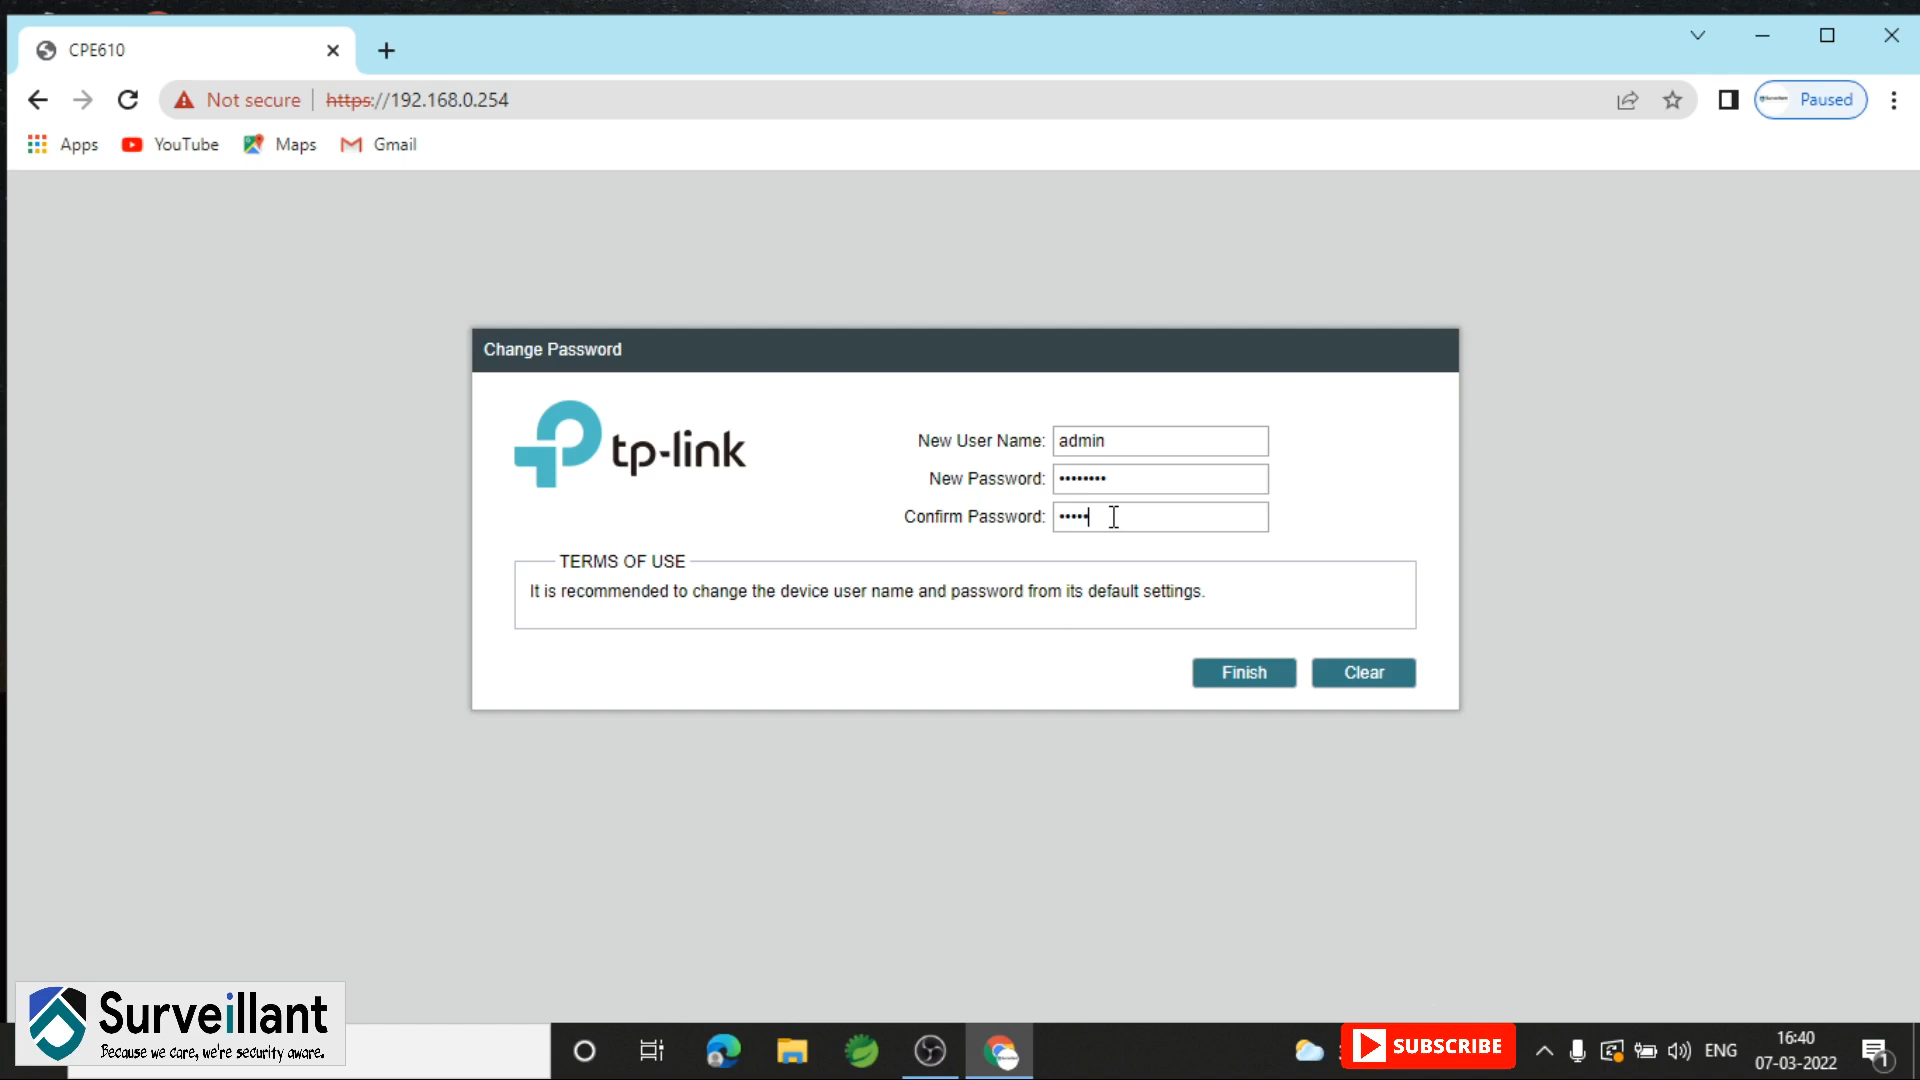 CPE610
Not secure
https://192.168.0.254
Paused
Apps
YouTube
Maps
Gmail
Change Password
tp-link
New User Name:
admin
New Password:
••••••••
Confirm Password:
•••••
TERMS OF USE
It is recommended to change the device user name and password from its default settings.
Finish
Clear
Surveillant
Because we care, we're security aware.
SUBSCRIBE
ENG
16:40
07-03-2022
1